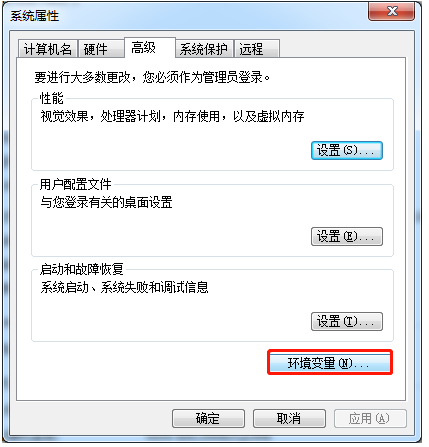 系统属性
计算机名 硬件 高级 系统保护 远程
要进行大多数更改，您必须作为管理员登录。
性能
视觉效果，处理器计划，内存使用，以及虚拟内存
设置(S)...
用户配置文件
与您登录有关的桌面设置
设置(E)...
启动和故障恢复
系统启动、系统失败和调试信息
设置(T)...
环境变量(N)...
确定 取消 应用(A)